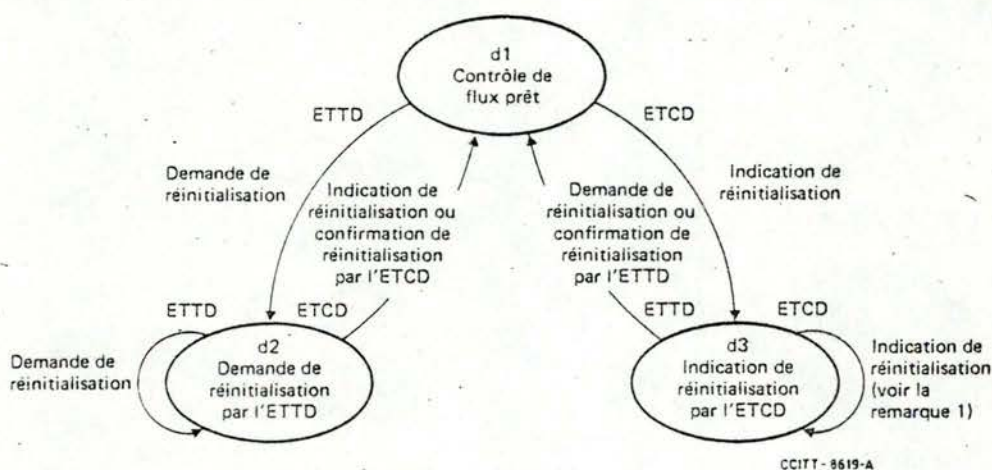 d1
Contrôle de
flux prêt
ETTD
ETCD
Demande de
réinitialisation
Indication de
réinitialisation ou
confirmation de
réinitialisation
par l'ETCD
Demande de
réinitialisation ou
confirmation de
réinitialisation
par l'ETTD
Indication de
réinitialisation
ETTD
ETCD
ETTD
ETCD
Demande de
réinitialisation
d2
Demande de
réinitialisation
par l'ETTD
d3
Indication de
réinitialisation
par l'ETCD
Indication de
réinitialisation
(voir la
remarque 1)
CCITT - 8619-A